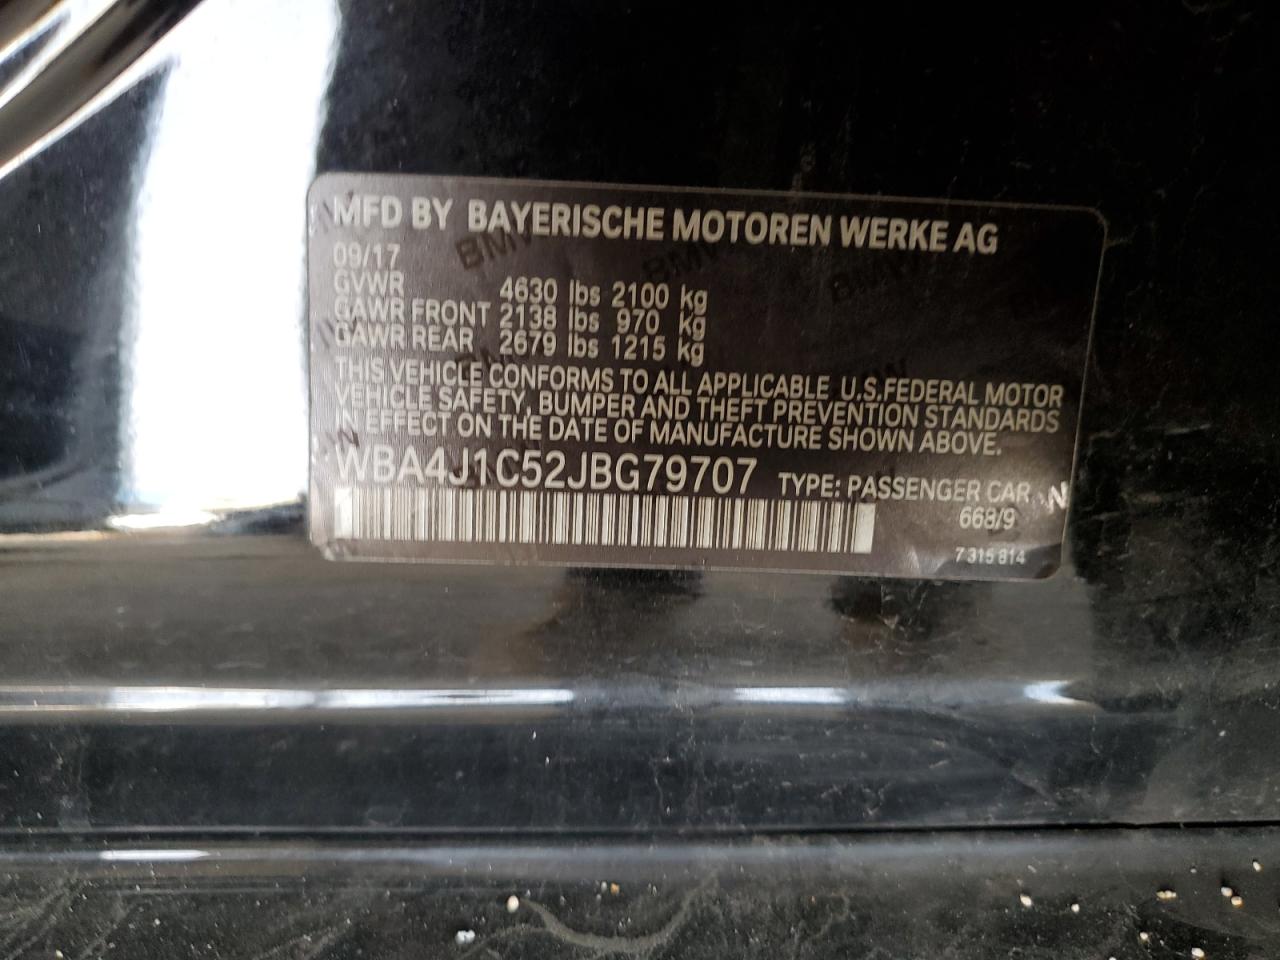 MFD BY BAYERISCHE MOTOREN WERKE AG
09/17
GVWR 4630 lbs 2100 kg
GAWR FRONT 2138 lbs 970 kg
GAWR REAR 2679 lbs 1215 kg
THIS VEHICLE CONFORMS TO ALL APPLICABLE U.S.FEDERAL MOTOR
VEHICLE SAFETY, BUMPER AND THEFT PREVENTION STANDARDS
IN EFFECT ON THE DATE OF MANUFACTURE SHOWN ABOVE.
WBA4J1C52JBG79707 TYPE: PASSENGER CAR
668/9
7 315 814